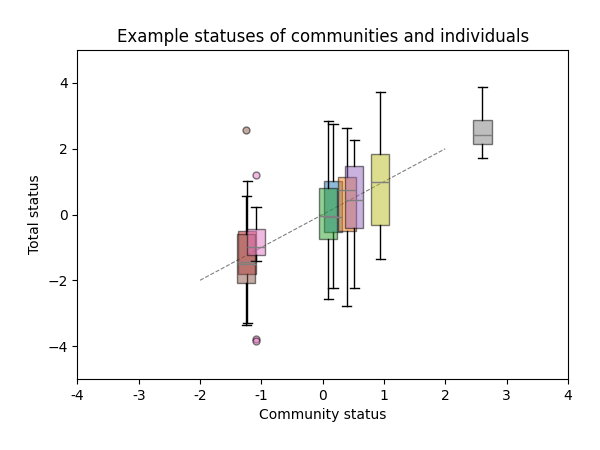 Example statuses of communities and individuals
Total status
4
2
0
−2
−4
-4 -3 -2 -1 0 1 2 3 4
Community status